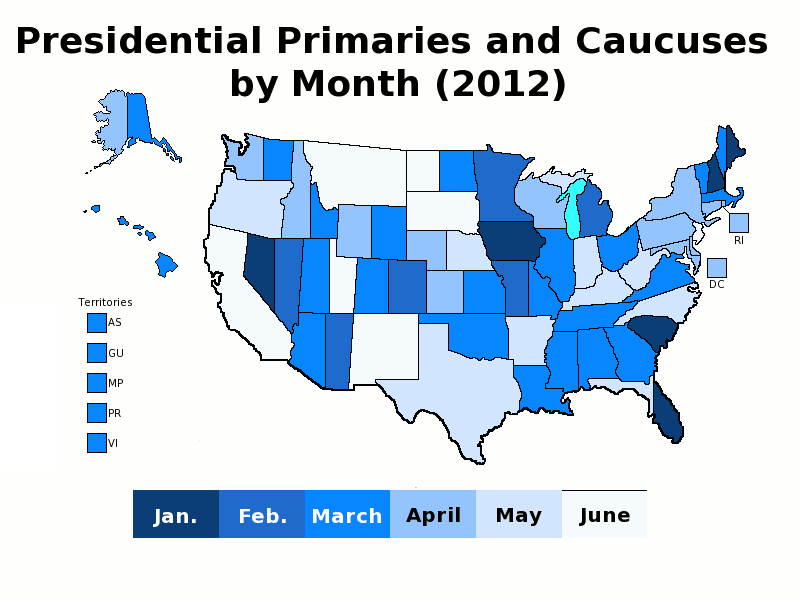 Presidential Primaries and Caucuses
by Month (2012)
RI
DC
Territories
AS
GU
MP
PR
VI
Jan. Feb. March April May June